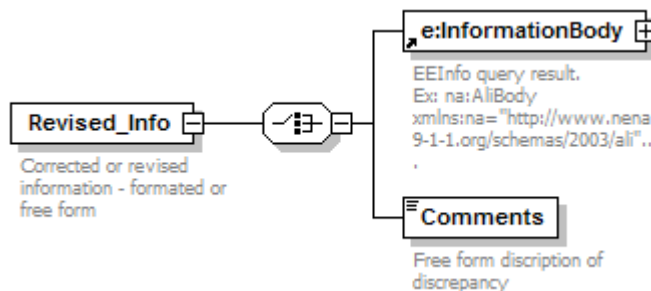 e:InformationBody
EEInfo query result.
Ex: na:AliBody
xmlns:na="http://www.nena
9-1-1.org/schemas/2003/ali"..
.
Revised_Info
Corrected or revised
information - formated or
free form
Comments
Free form discription of
discrepancy